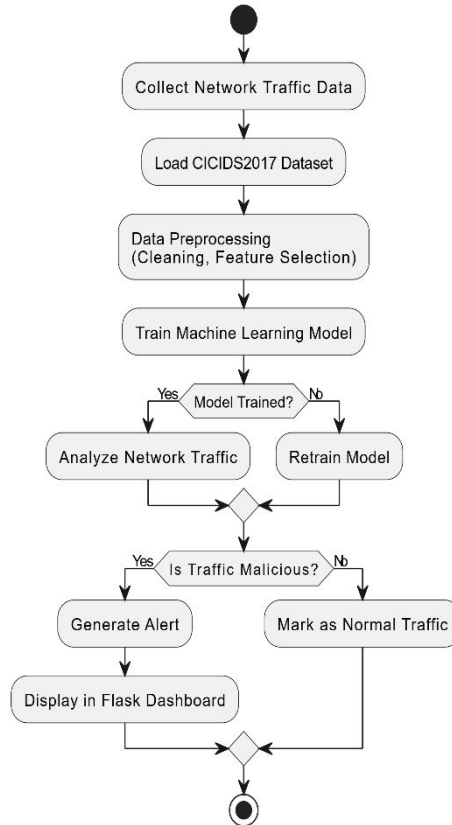 Collect Network Traffic Data
Load CICIDS2017 Dataset
Data Preprocessing
(Cleaning, Feature Selection)
Train Machine Learning Model
Yes
Model Trained?
No
Analyze Network Traffic
Retrain Model
Yes
Is Traffic Malicious?
No
Generate Alert
Mark as Normal Traffic
Display in Flask Dashboard